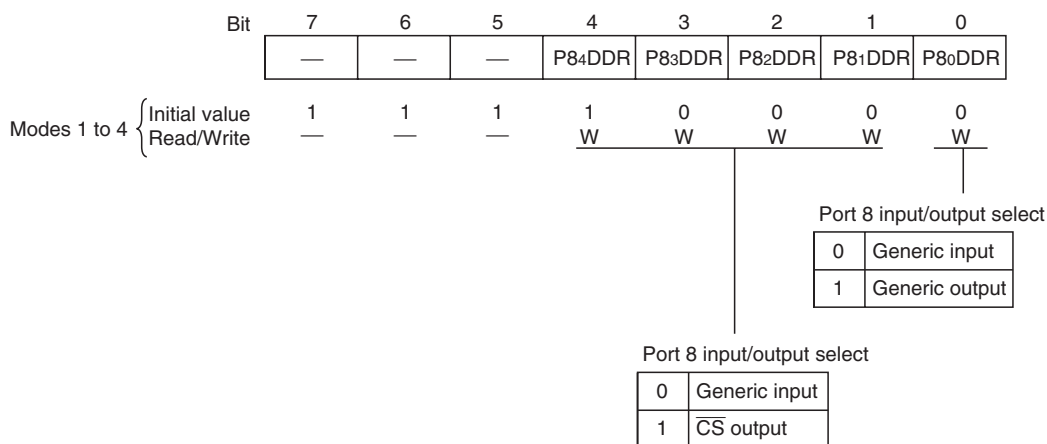 Bit 7 6 5 4 3 2 1 0
— — — P84DDR P83DDR P82DDR P81DDR P80DDR
Modes 1 to 4 Initial value 1 1 1 1 0 0 0 0
Read/Write — — — W W W W W
Port 8 input/output select
0 Generic input
1 Generic output
Port 8 input/output select
0 Generic input
1 C̅S̅ output